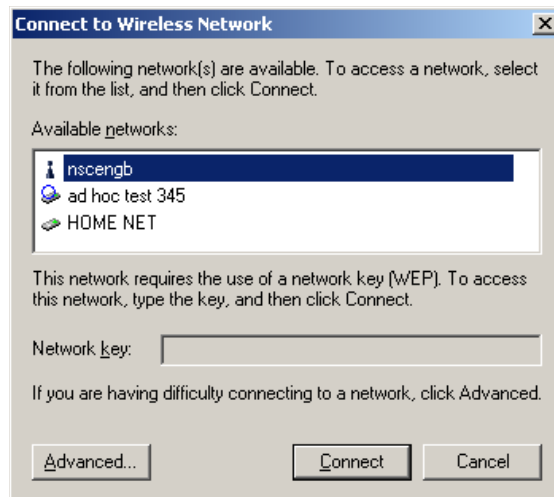 Connect to Wireless Network
The following network(s) are available. To access a network, select
it from the list, and then click Connect.
Available networks:
nscengb
ad hoc test 345
HOME NET
This network requires the use of a network key (WEP). To access
this network, type the key, and then click Connect.
Network key:
If you are having difficulty connecting to a network, click Advanced.
Advanced... Connect Cancel